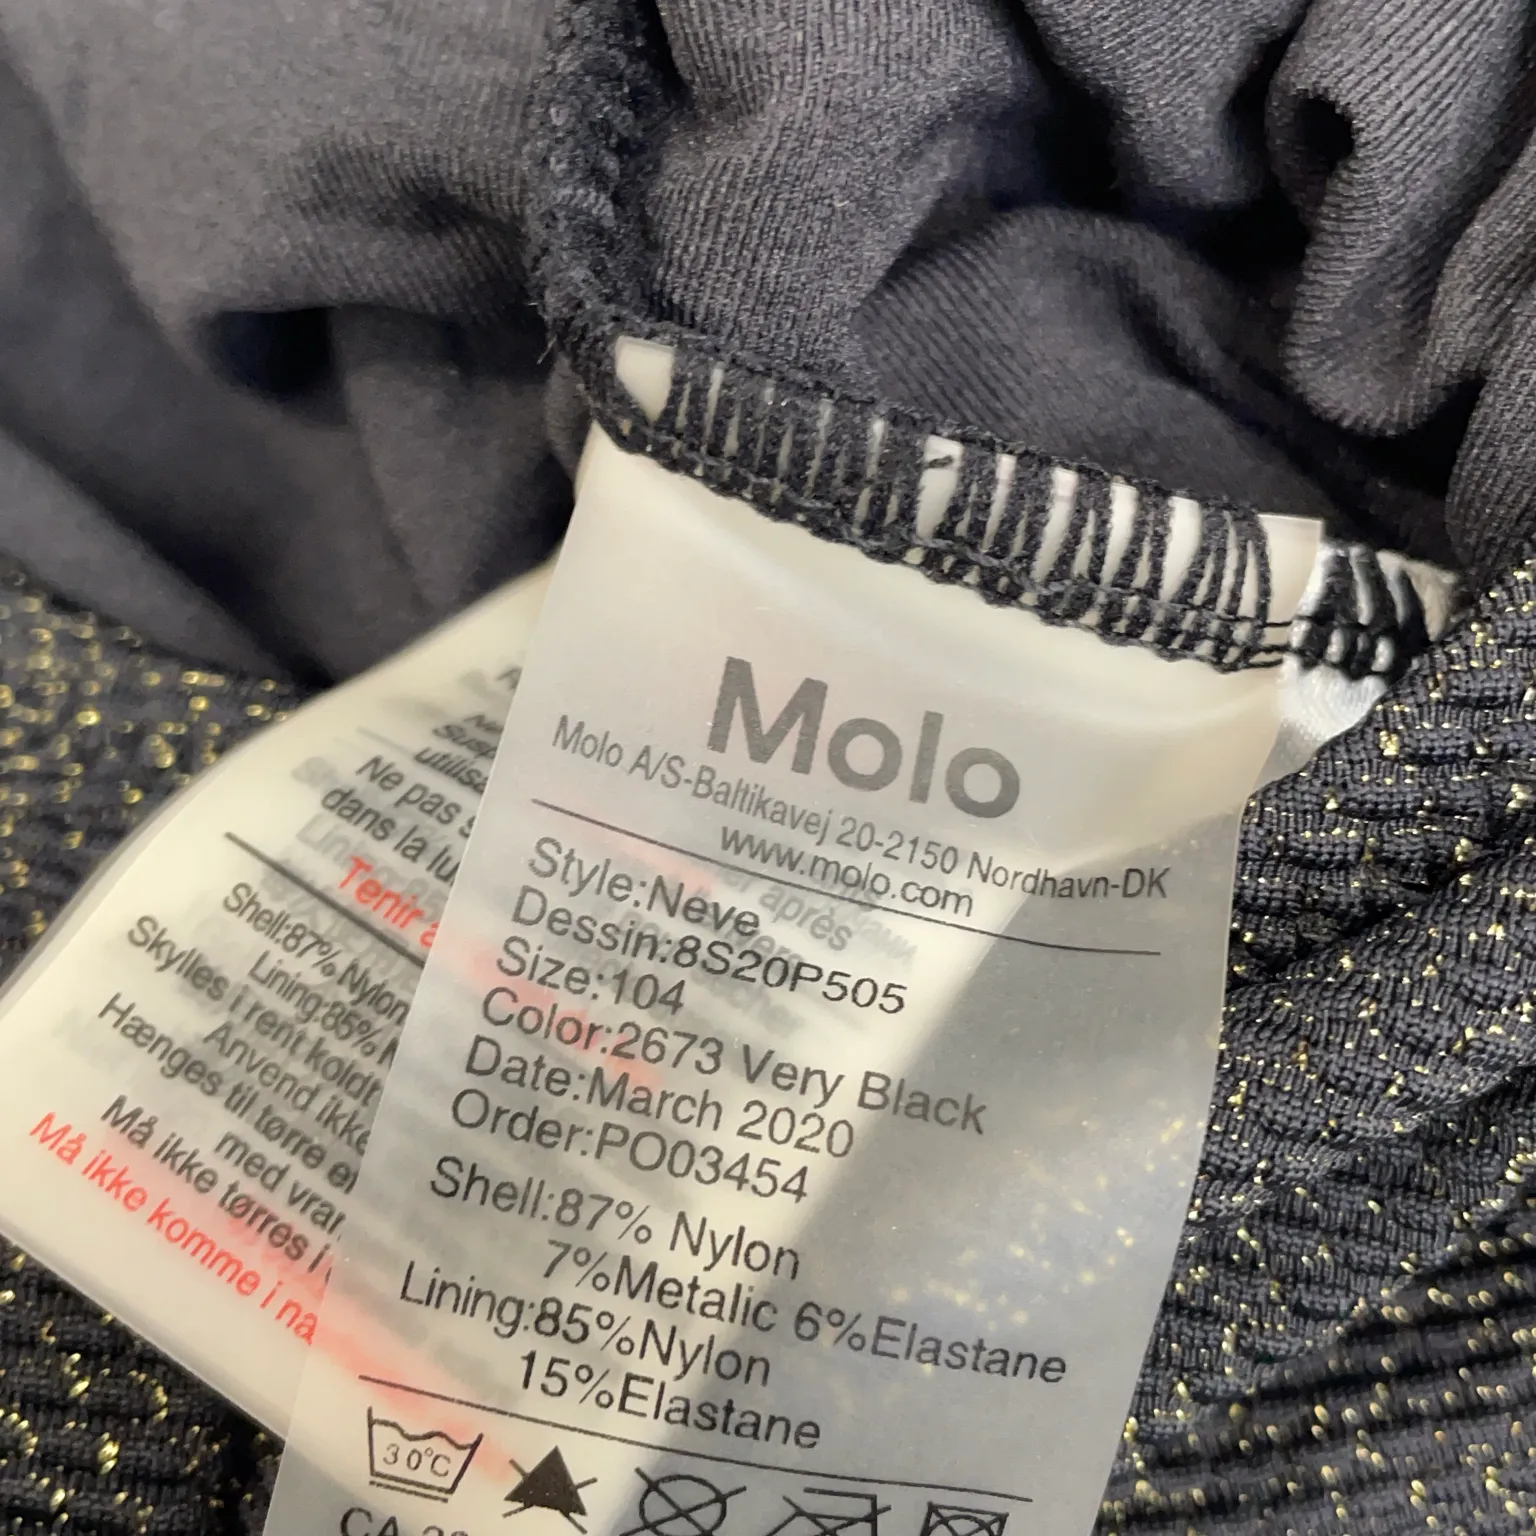 Molo
Molo A/S-Baltikavej 20-2150 Nordhavn-DK
www.molo.com
Style:Neve
Dessin:8S20P505
Size:104
Color:2673 Very Black
Date:March 2020
Order:PO03454
Shell:87% Nylon
7%Metalic 6%Elastane
Lining:85%Nylon
15%Elastane
30°C
Ne pas
dans la
Tenir
Shell:87% Nylon
Lining:85%
Skylles i rent koldt
Anvend ikke
Hænges til tørre
med
Må ikke tørres i
Må ikke komme i